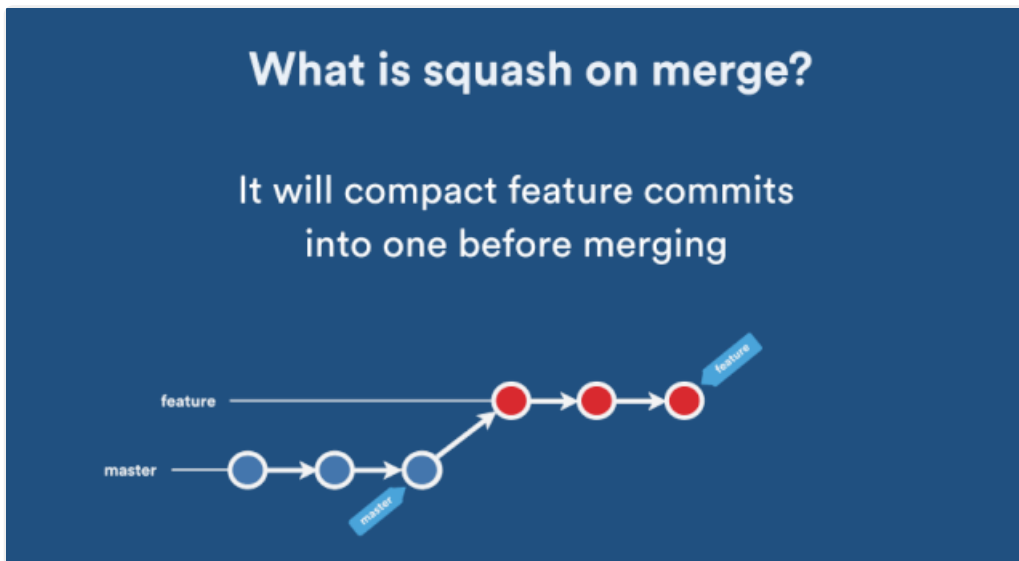 What is squash on merge?
It will compact feature commits
into one before merging
feature
feature
master
master